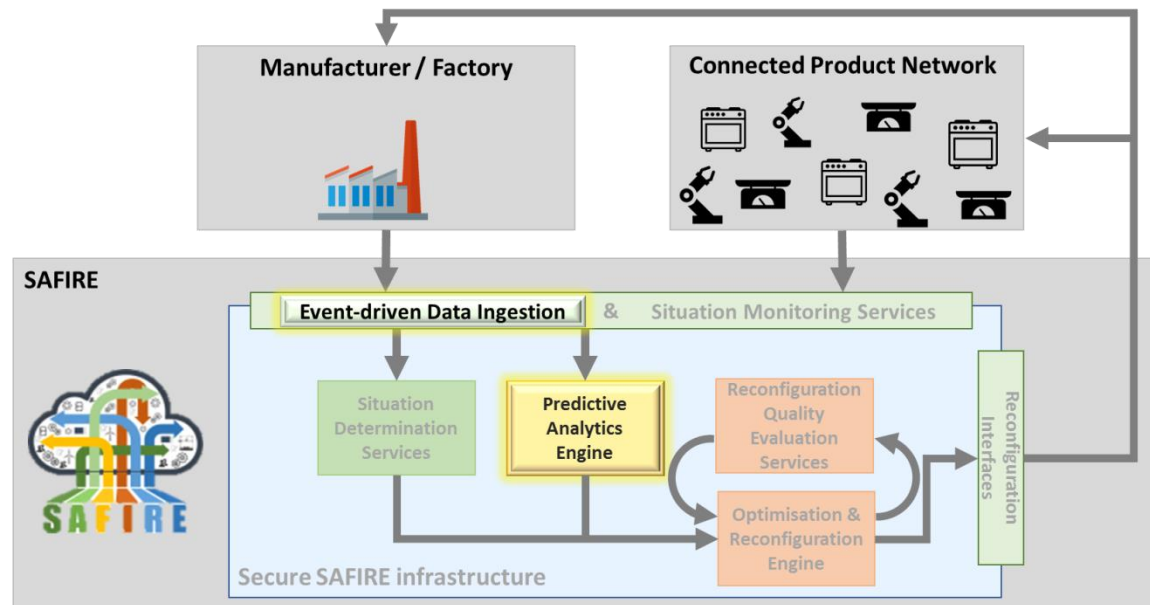 Manufacturer / Factory
Connected Product Network
SAFIRE
Event-driven Data Ingestion & Situation Monitoring Services
Situation
Determination
Services
Predictive
Analytics
Engine
Reconfiguration
Quality
Evaluation
Services
Reconfiguration
Interfaces
SAFIRE
Optimisation &
Reconfiguration
Engine
Secure SAFIRE infrastructure